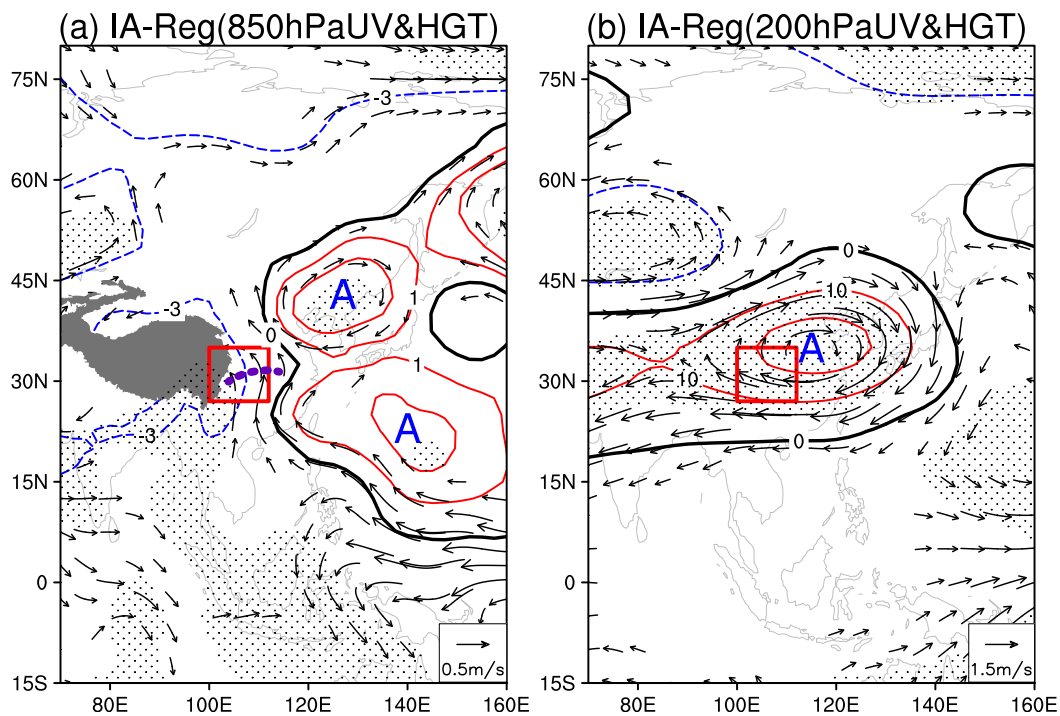 (a) IA-Reg(850hPaUV&HGT)
(b) IA-Reg(200hPaUV&HGT)
75N
60N
45N
30N
15N
0
15S
80E
100E
120E
140E
160E
-3
-3
-3
0
1
1
A
A
0.5m/s
75N
60N
45N
30N
15N
0
15S
80E
100E
120E
140E
160E
0
10
10
0
A
1.5m/s